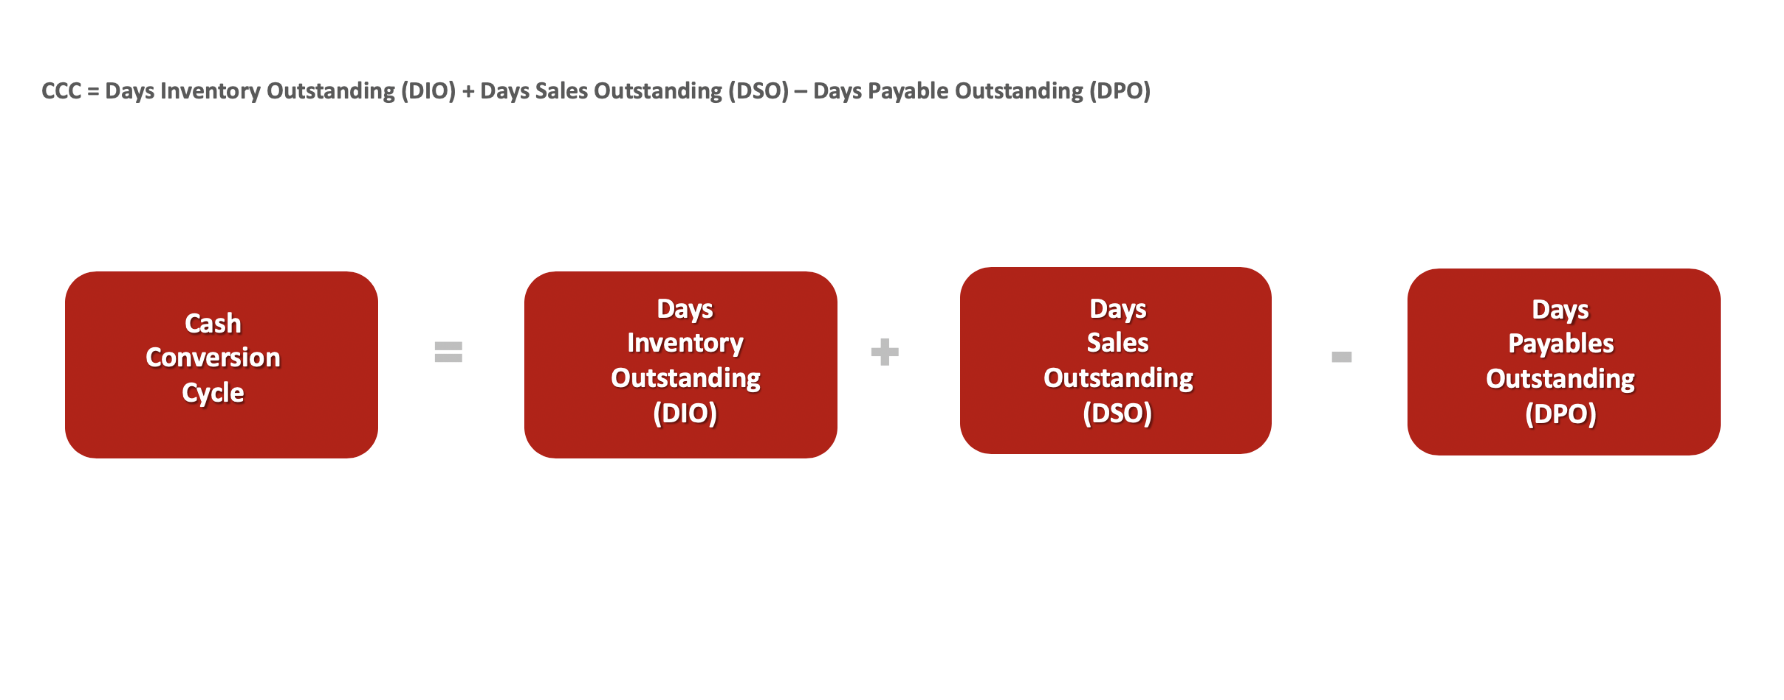 CCC = Days Inventory Outstanding (DIO) + Days Sales Outstanding (DSO) – Days Payable Outstanding (DPO)
Cash
Conversion
Cycle
=
Days
Inventory
Outstanding
(DIO)
+
Days
Sales
Outstanding
(DSO)
-
Days
Payables
Outstanding
(DPO)